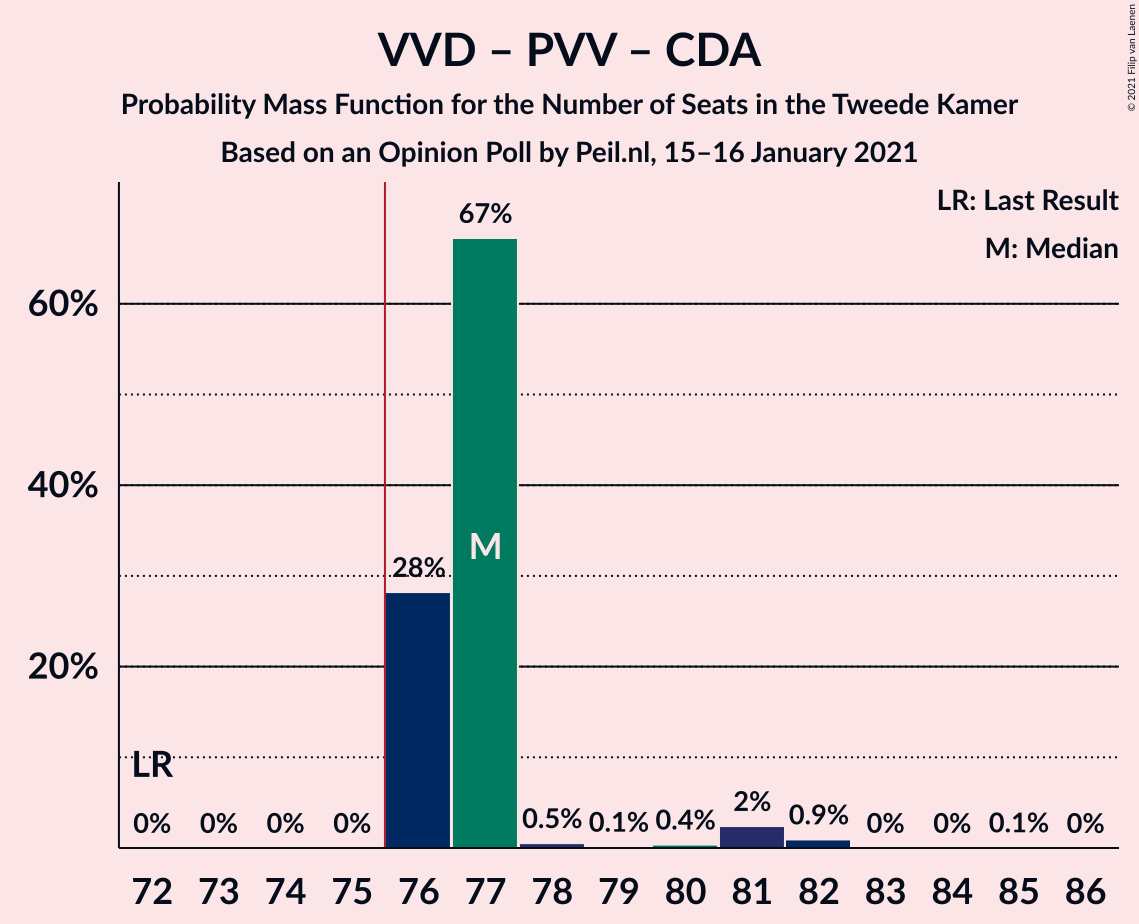 VVD – PVV – CDA
Probability Mass Function for the Number of Seats in the Tweede Kamer
Based on an Opinion Poll by Peil.nl, 15–16 January 2021
© 2021 Filip van Laenen
LR: Last Result
M: Median
67%
60%
40%
M
28%
20%
LR
0% 0% 0% 0% 0.5% 0.1% 0.4% 2% 0.9% 0% 0% 0.1% 0%
72 73 74 75 76 77 78 79 80 81 82 83 84 85 86